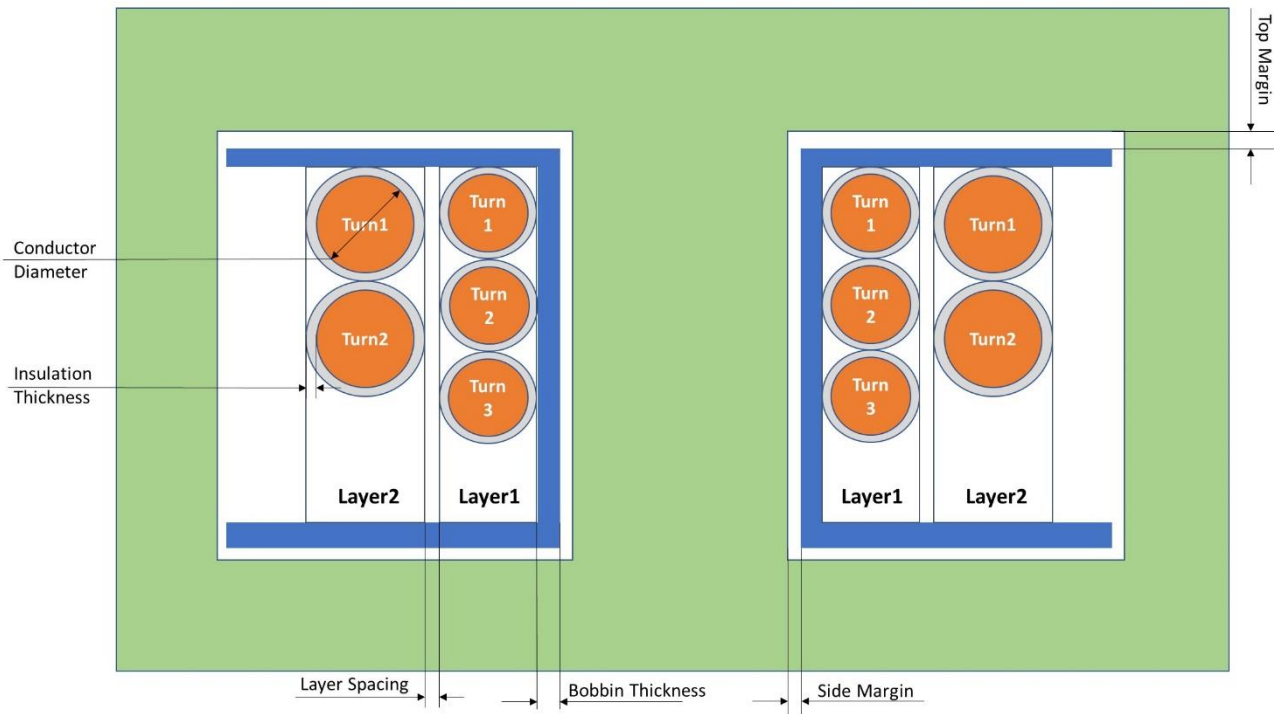 Top Margin
Turn1
Turn
1
Turn
1
Turn1
Conductor
Diameter
Turn
2
Turn
2
Turn2
Turn2
Insulation
Thickness
Turn
3
Turn
3
Layer2
Layer1
Layer1
Layer2
Layer Spacing
Bobbin Thickness
Side Margin